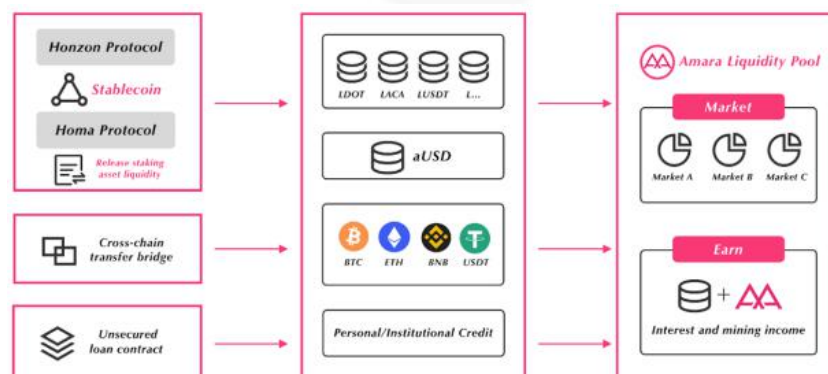 Honzon Protocol
Stablecoin
Homa Protocol
Release staking
asset liquidity
Cross-chain
transfer bridge
Unsecured
loan contract
LDOT LACA LUSDT L...
aUSD
BTC ETH BNB USDT
Personal/Institutional Credit
Amara Liquidity Pool
Market
Market A Market B Market C
Earn
+
Interest and mining income